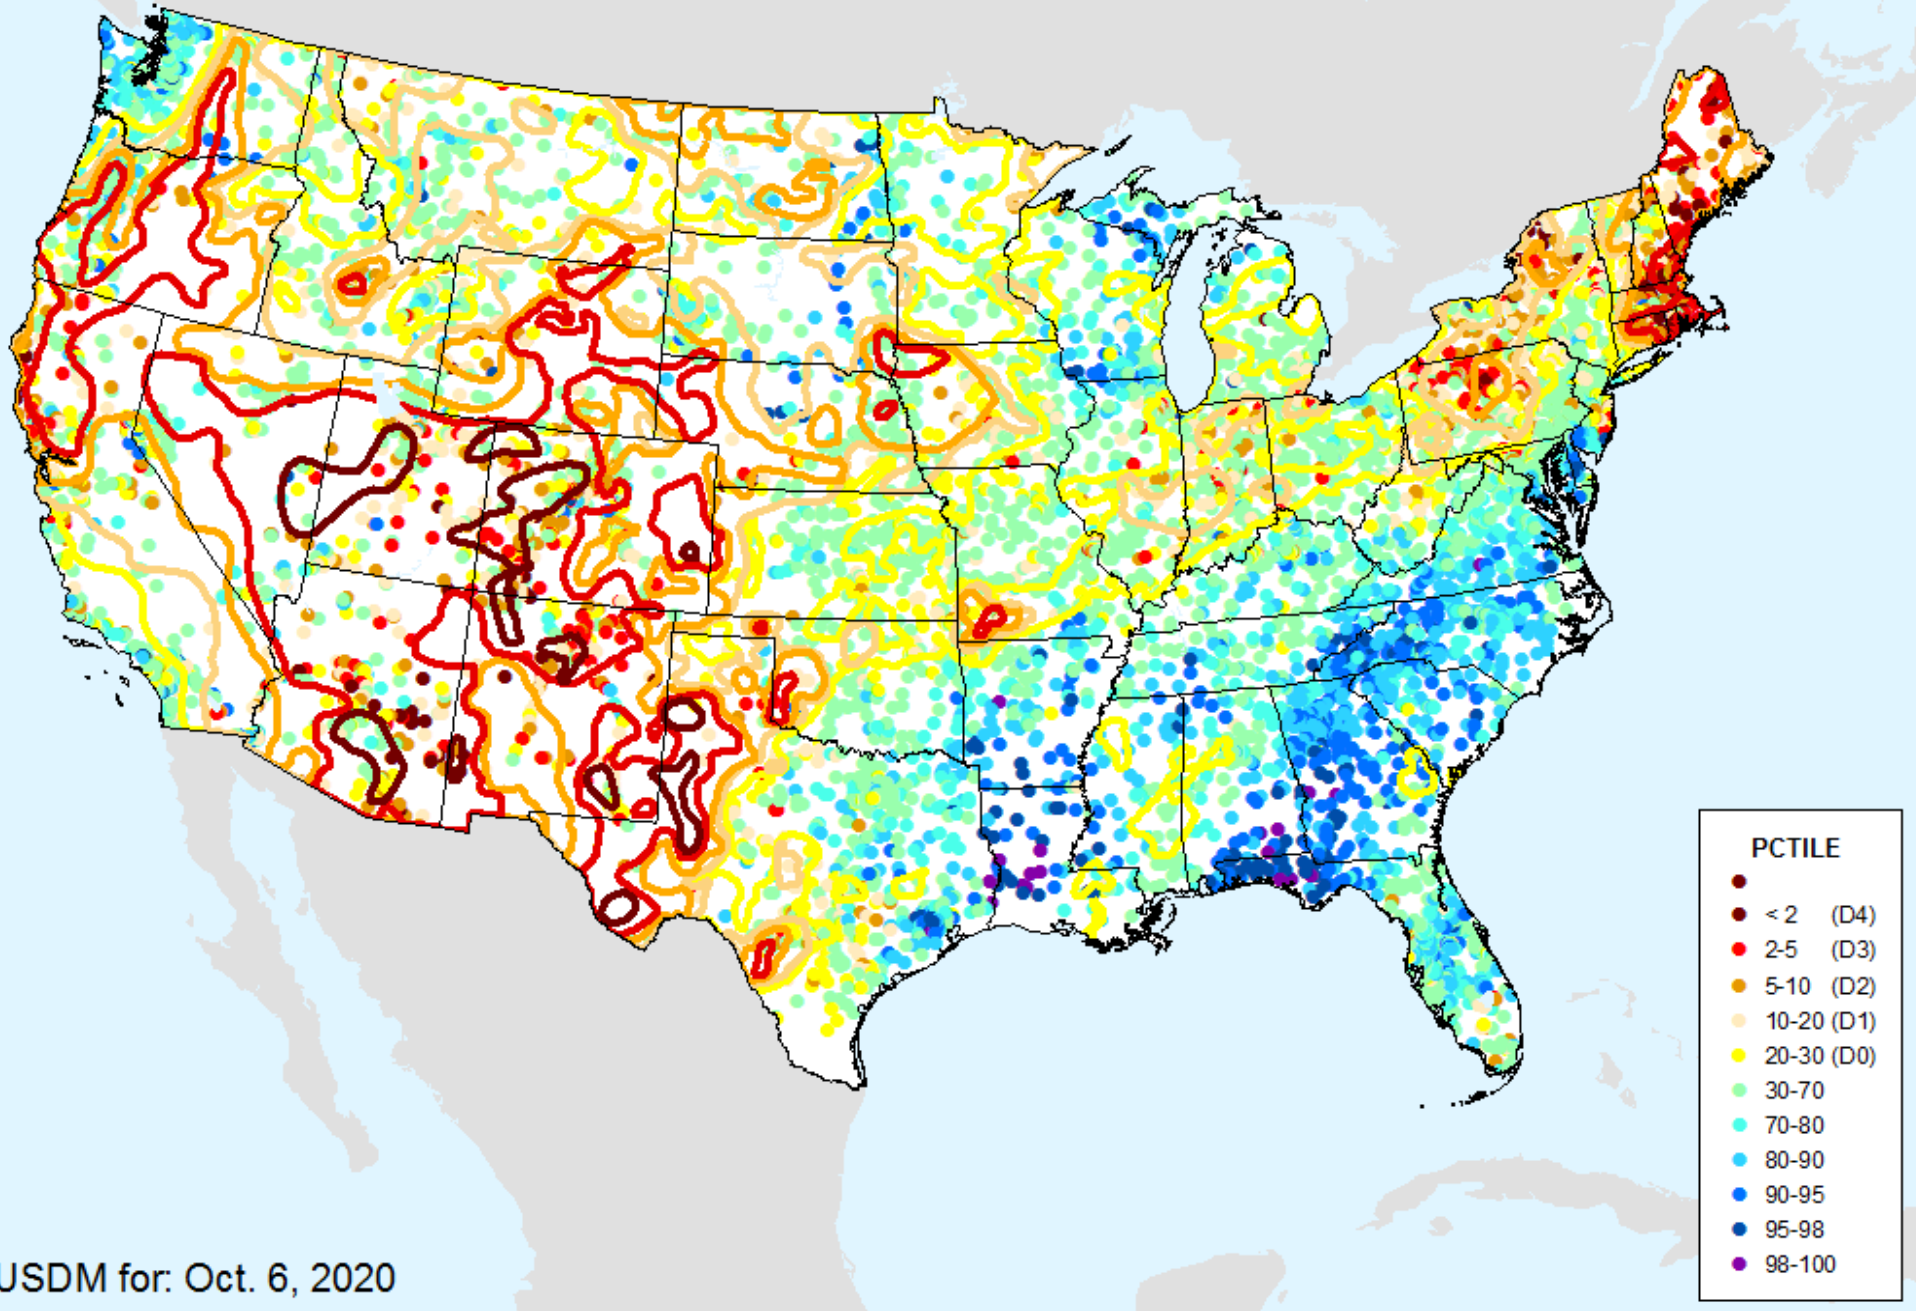 PCTILE
< 2 (D4)
2-5 (D3)
5-10 (D2)
10-20 (D1)
20-30 (D0)
30-70
70-80
80-90
90-95
95-98
98-100
USDM for: Oct. 6, 2020